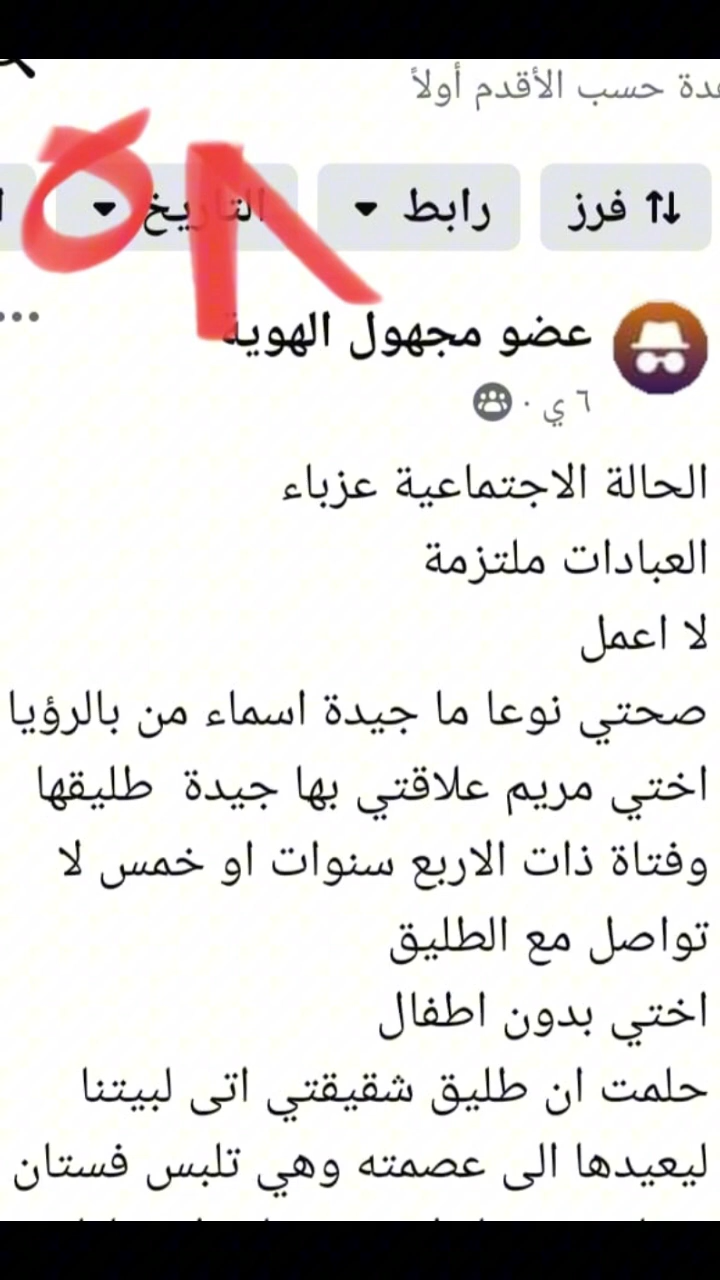 حسب الأقدم أولاً
فرز رابط التاريخ
عضو مجهول الهوية
٦ ي ·
الحالة الاجتماعية عزباء
العبادات ملتزمة
لا اعمل
صحتي نوعا ما جيدة اسماء من بالرؤيا
اختي مريم علاقتي بها جيدة طليقها
وفتاة ذات الاربع سنوات او خمس لا
تواصل مع الطليق
اختي بدون اطفال
حلمت ان طليق شقيقتي اتى لبيتنا
ليعيدها الى عصمته وهي تلبس فستان